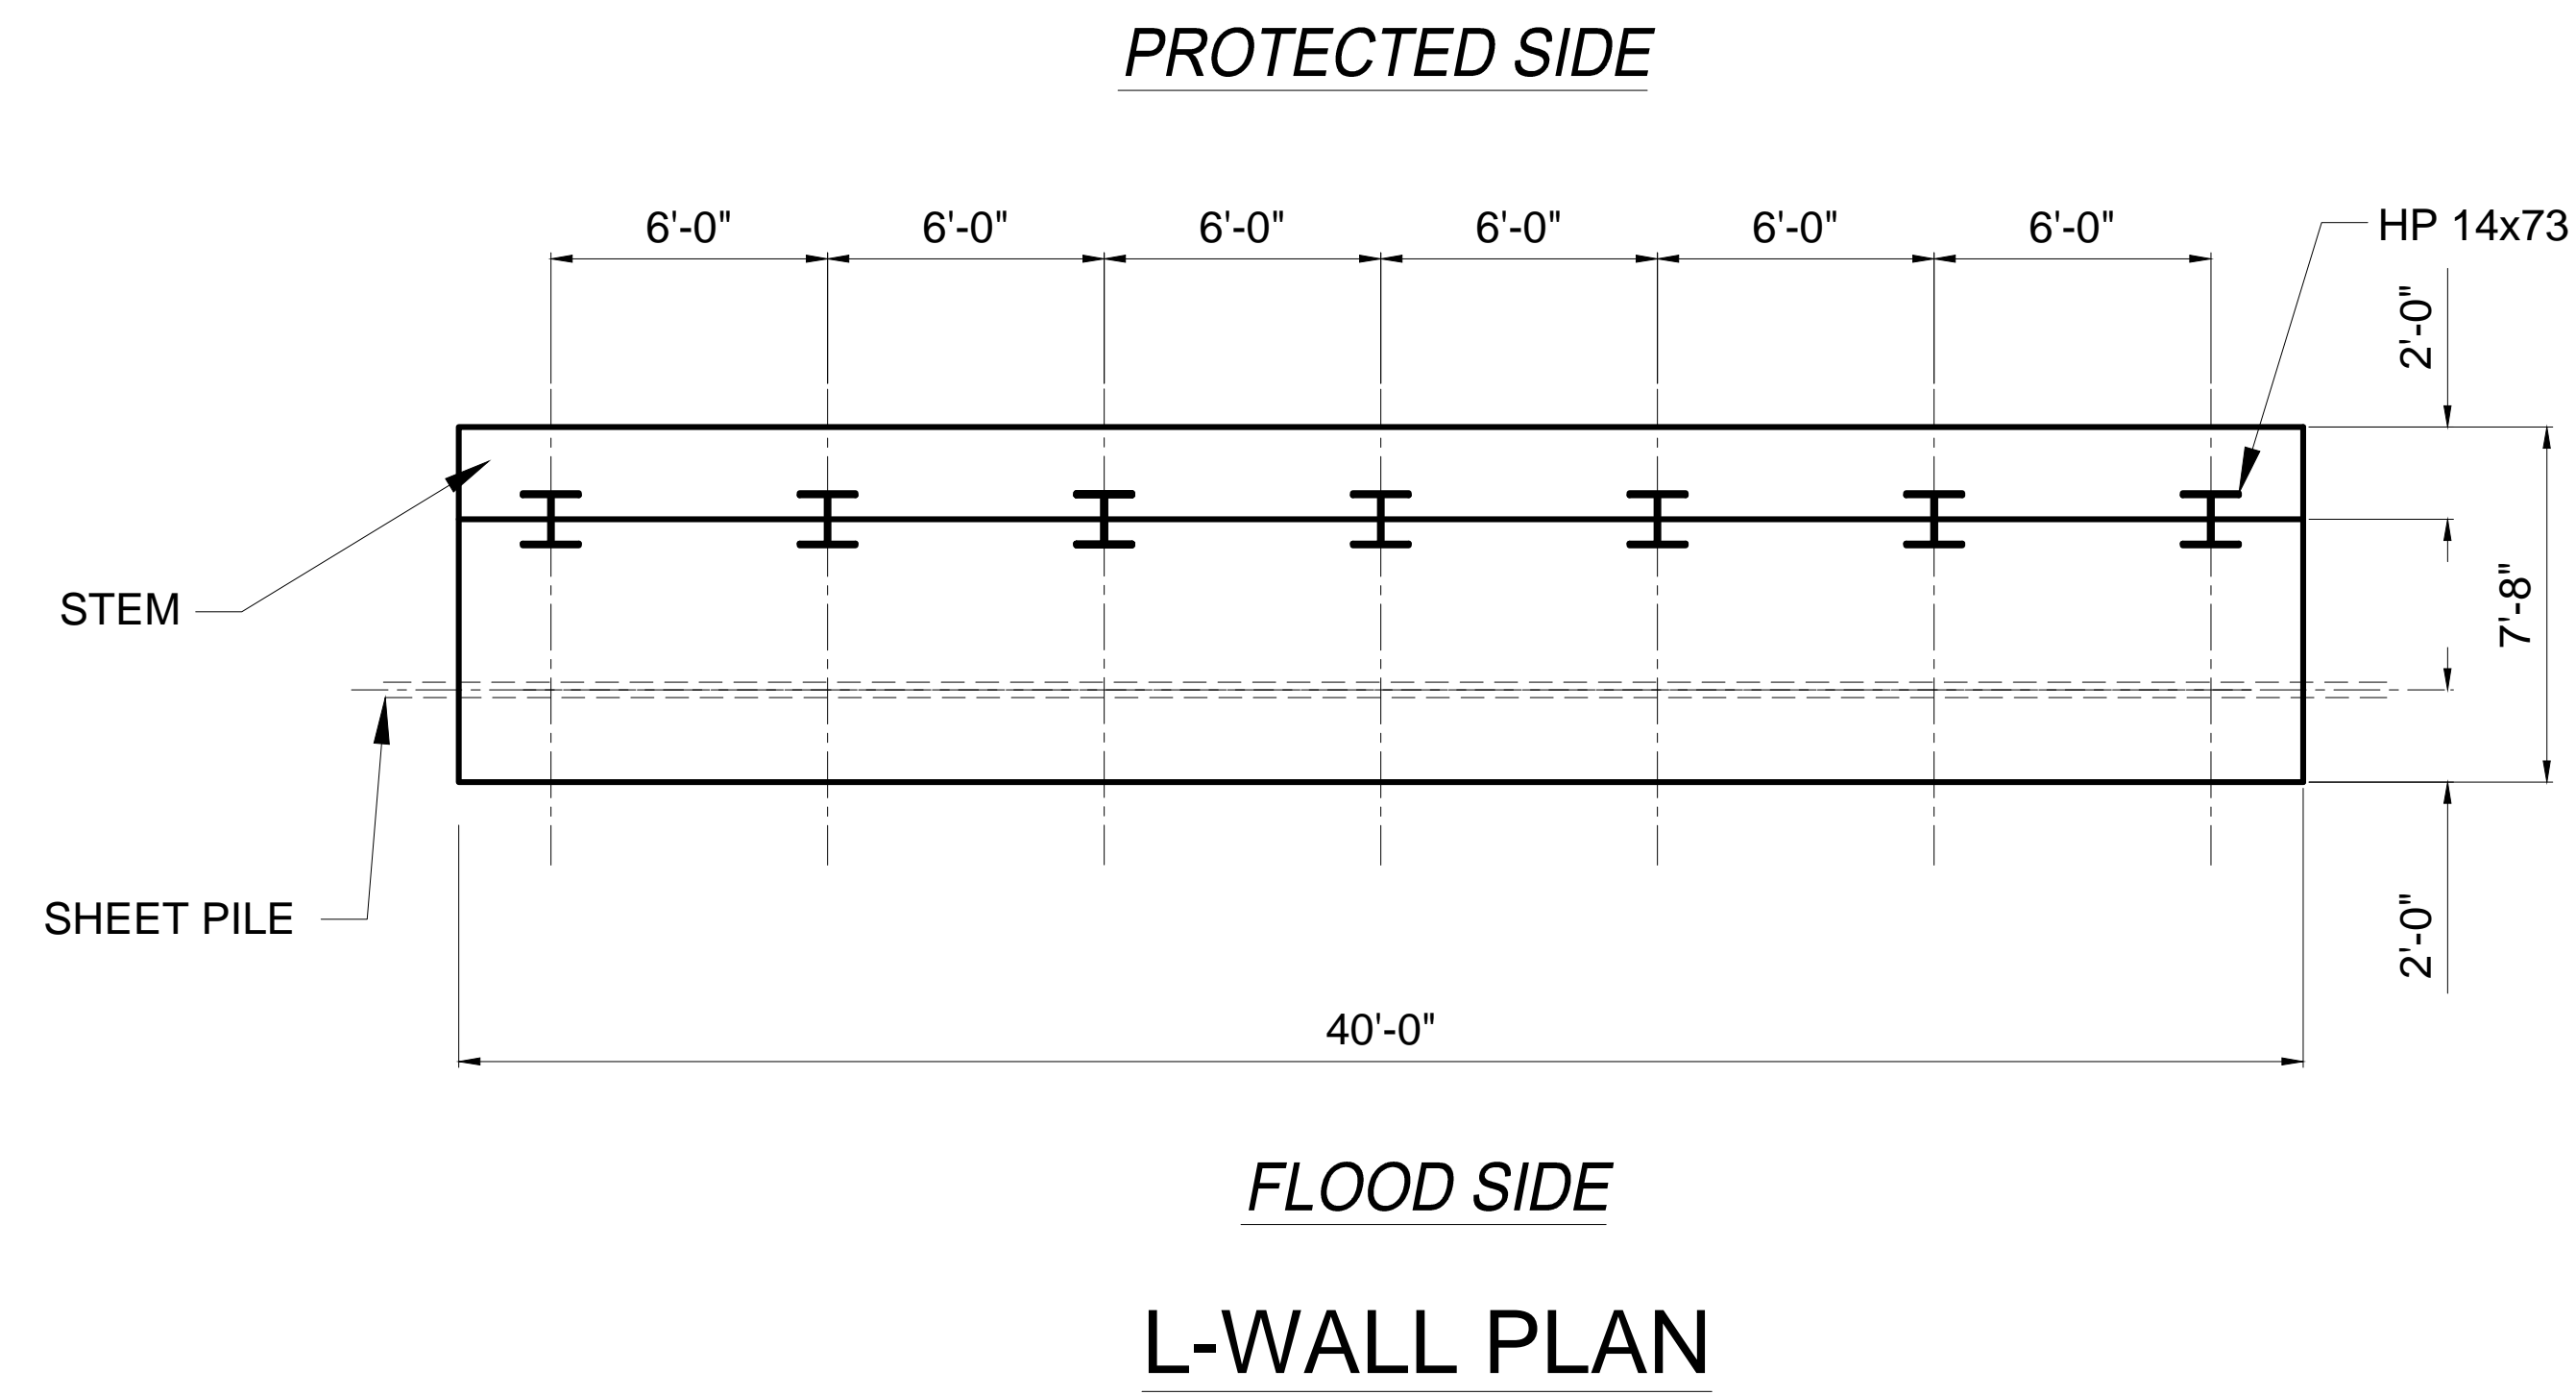 PROTECTED SIDE
6'-0" 6'-0" 6'-0" 6'-0" 6'-0" 6'-0"
HP 14x73
2'-0"
STEM
7'-8"
SHEET PILE
2'-0"
40'-0"
FLOOD SIDE
L-WALL PLAN